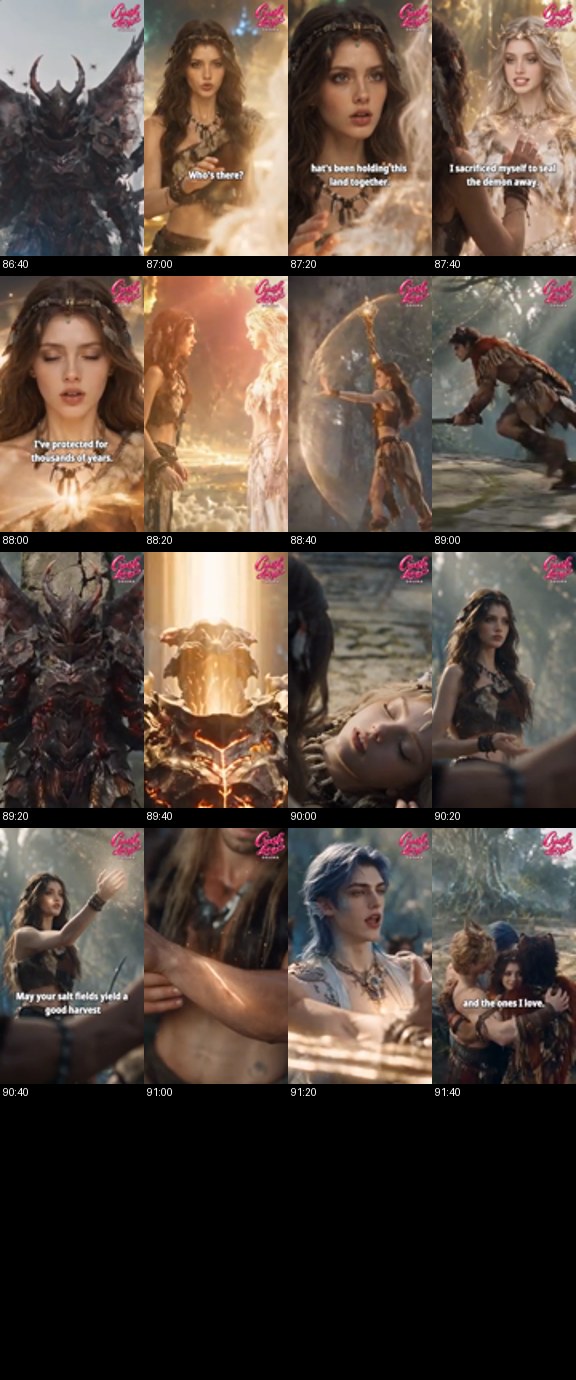 Crush
Love
86:40
87:00
87:20
87:40
Who's there?
hat's been holding this
land together.
I sacrificed myself to seal
the demon away.
88:00
88:20
88:40
89:00
I've protected for
thousands of years.
89:20
89:40
90:00
90:20
90:40
91:00
91:20
91:40
May your salt fields yield a
good harvest
and the ones I love.